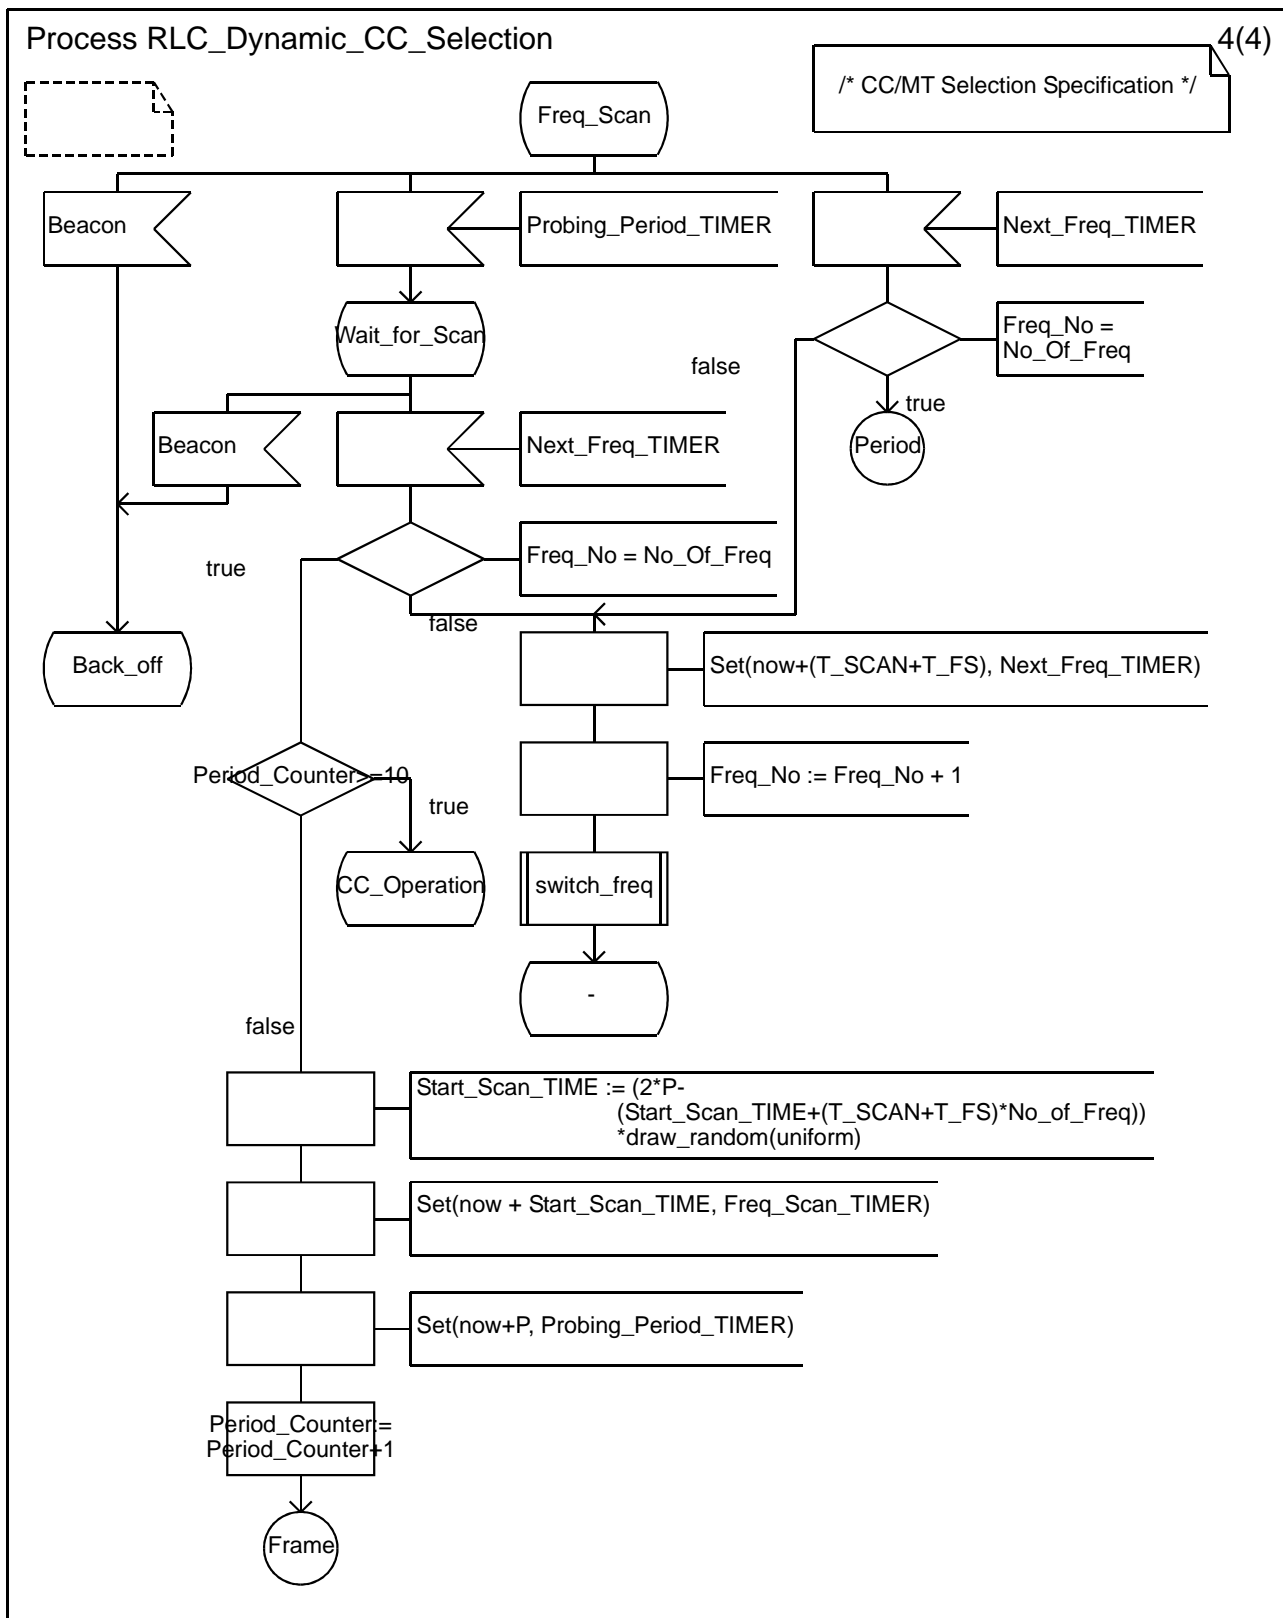 Process RLC_Dynamic_CC_Selection
4(4)
/* CC/MT Selection Specification */
Freq_Scan
Beacon
Probing_Period_TIMER
Next_Freq_TIMER
Wait_for_Scan
Freq_No =
No_Of_Freq
false
true
Beacon
Next_Freq_TIMER
Period
true
Freq_No = No_Of_Freq
false
Back_off
Set(now+(T_SCAN+T_FS), Next_Freq_TIMER)
Period_Counter>=10
Freq_No := Freq_No + 1
true
CC_Operation
switch_freq
-
false
Start_Scan_TIME := (2*P-
(Start_Scan_TIME+(T_SCAN+T_FS)*No_of_Freq))
*draw_random(uniform)
Set(now + Start_Scan_TIME, Freq_Scan_TIMER)
Set(now+P, Probing_Period_TIMER)
Period_Counter:=
Period_Counter+1
Frame